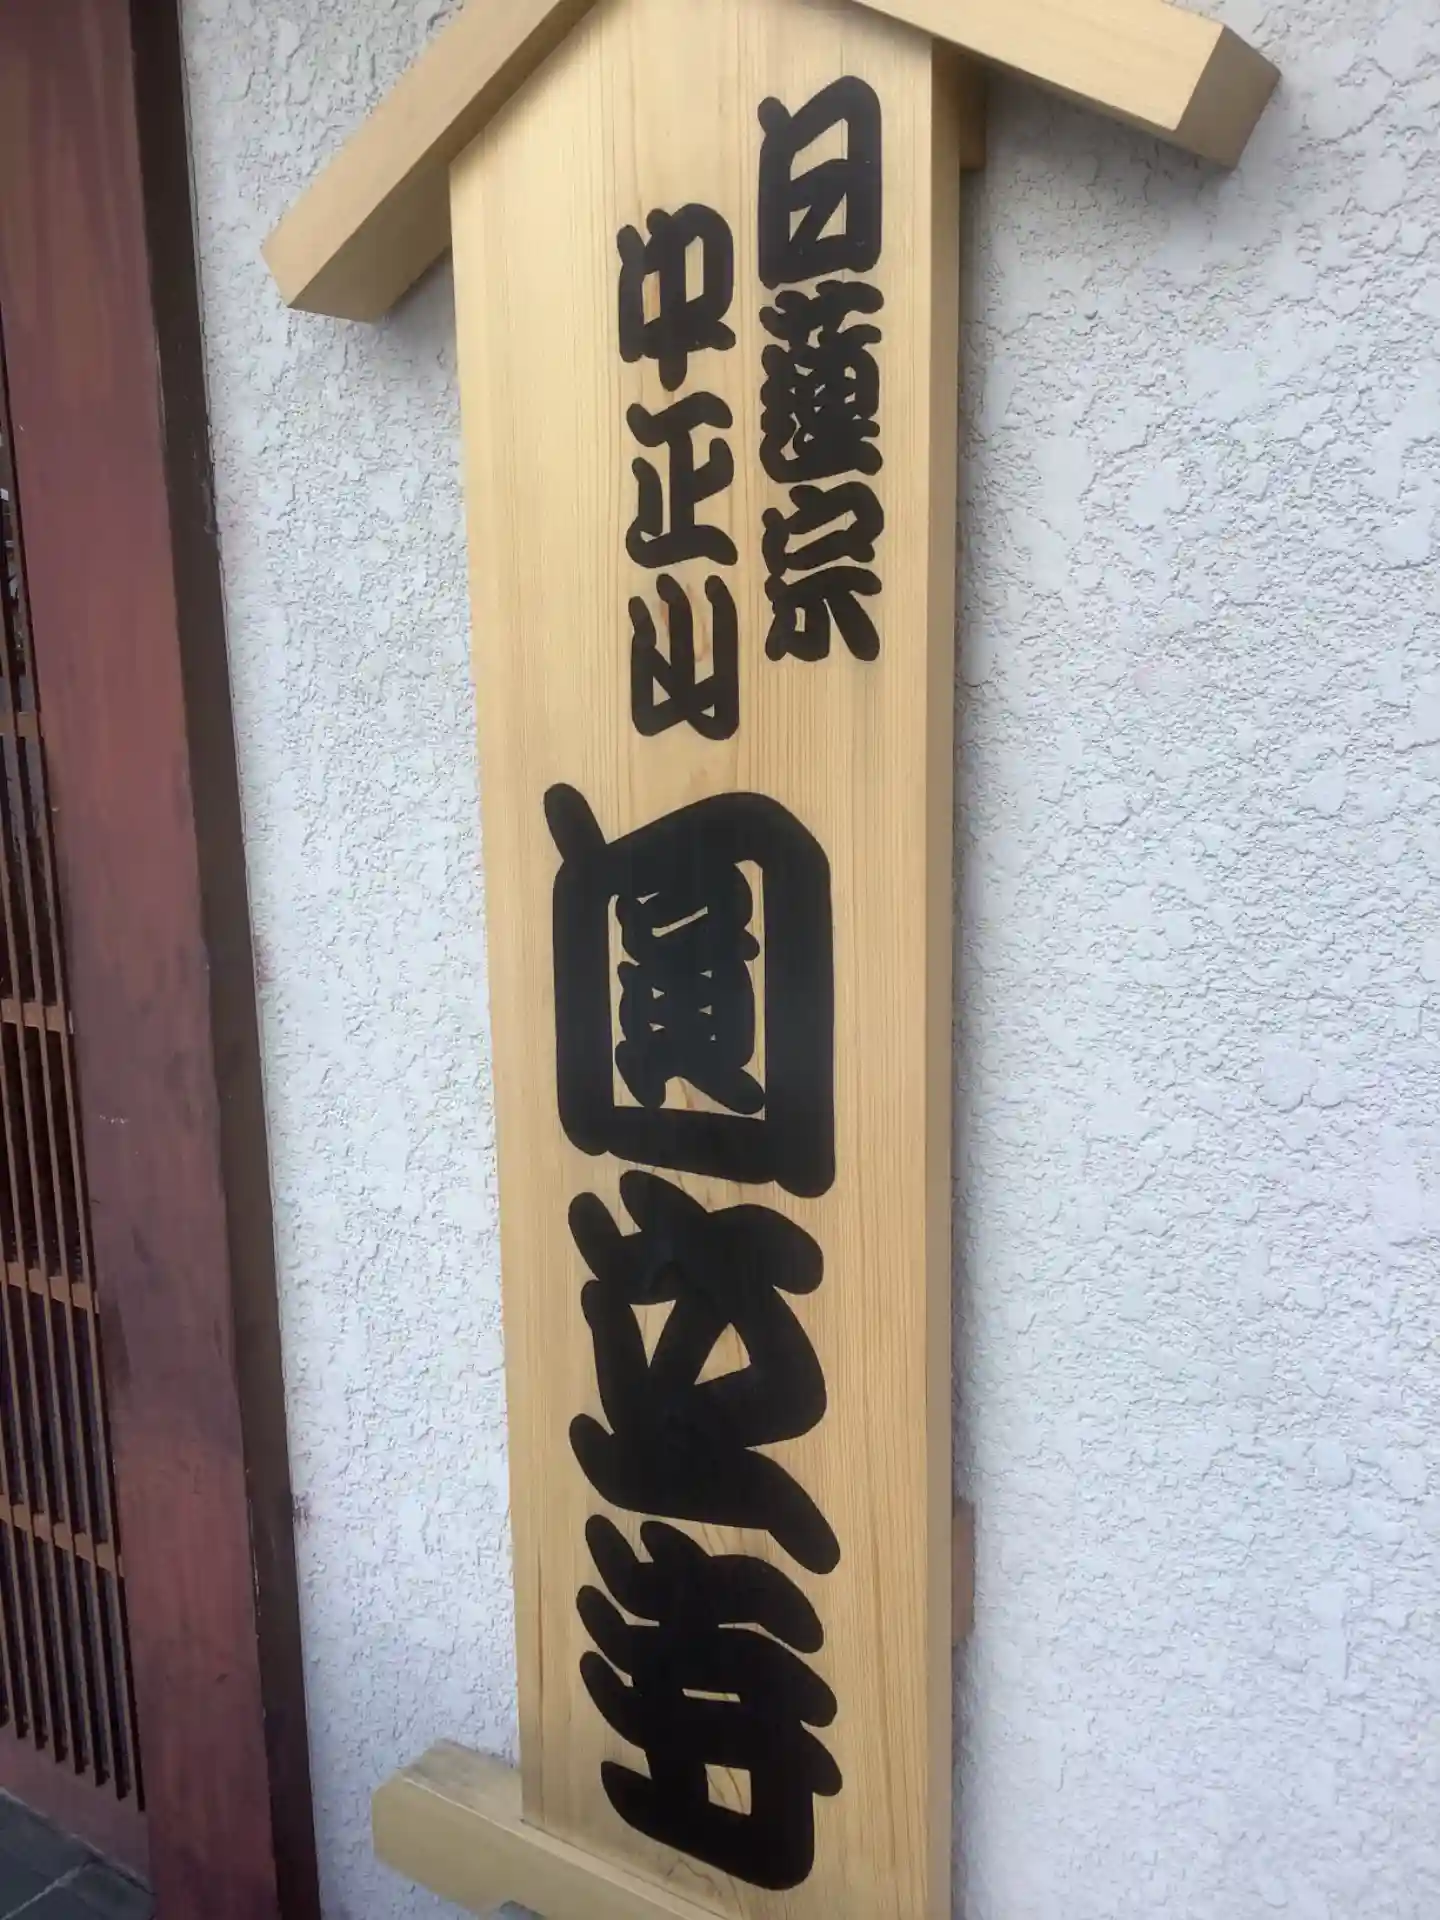 日蓮宗
中正山
圓 寺